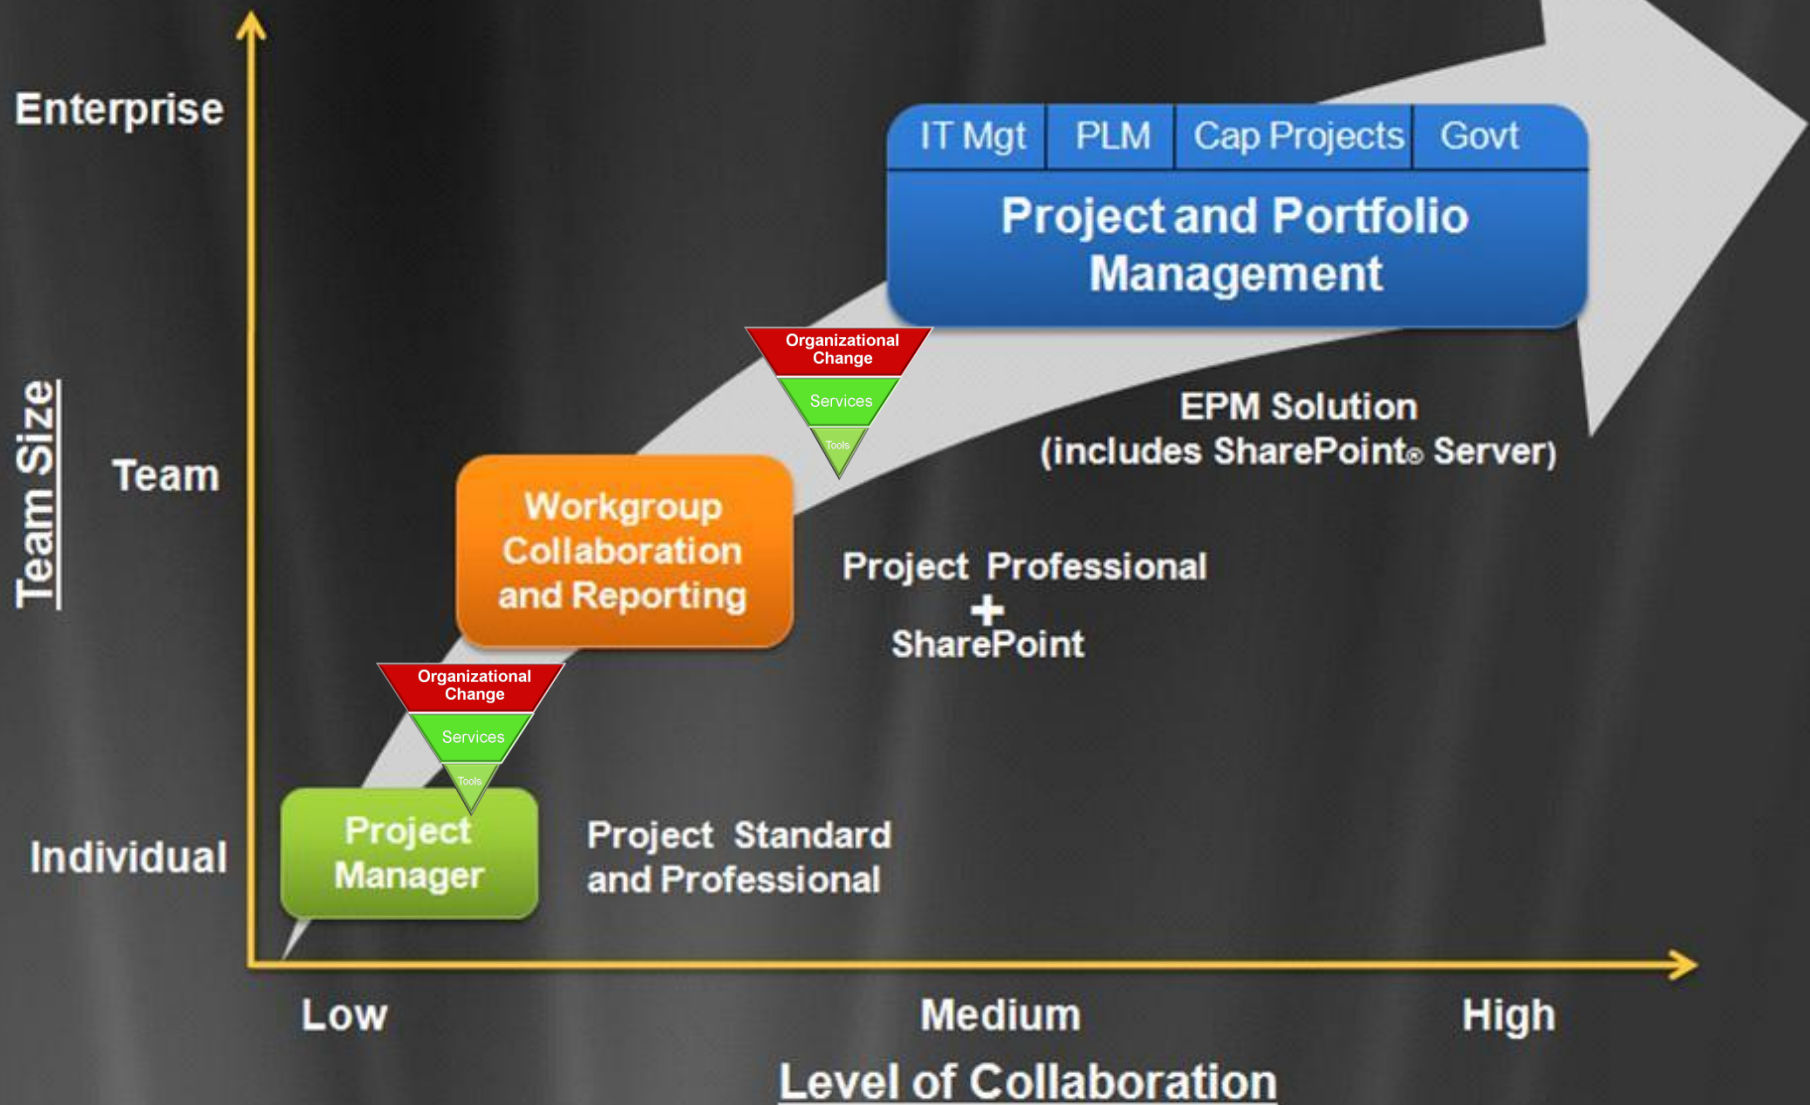 Enterprise
IT Mgt
PLM
Cap Projects
Govt
Project and Portfolio
Management
Organizational
Change
Services
Tools
EPM Solution
(includes SharePoint® Server)
Team Size
Team
Workgroup
Collaboration
and Reporting
Project Professional
+
SharePoint
Organizational
Change
Services
Tools
Individual
Project
Manager
Project Standard
and Professional
Low
Medium
High
Level of Collaboration